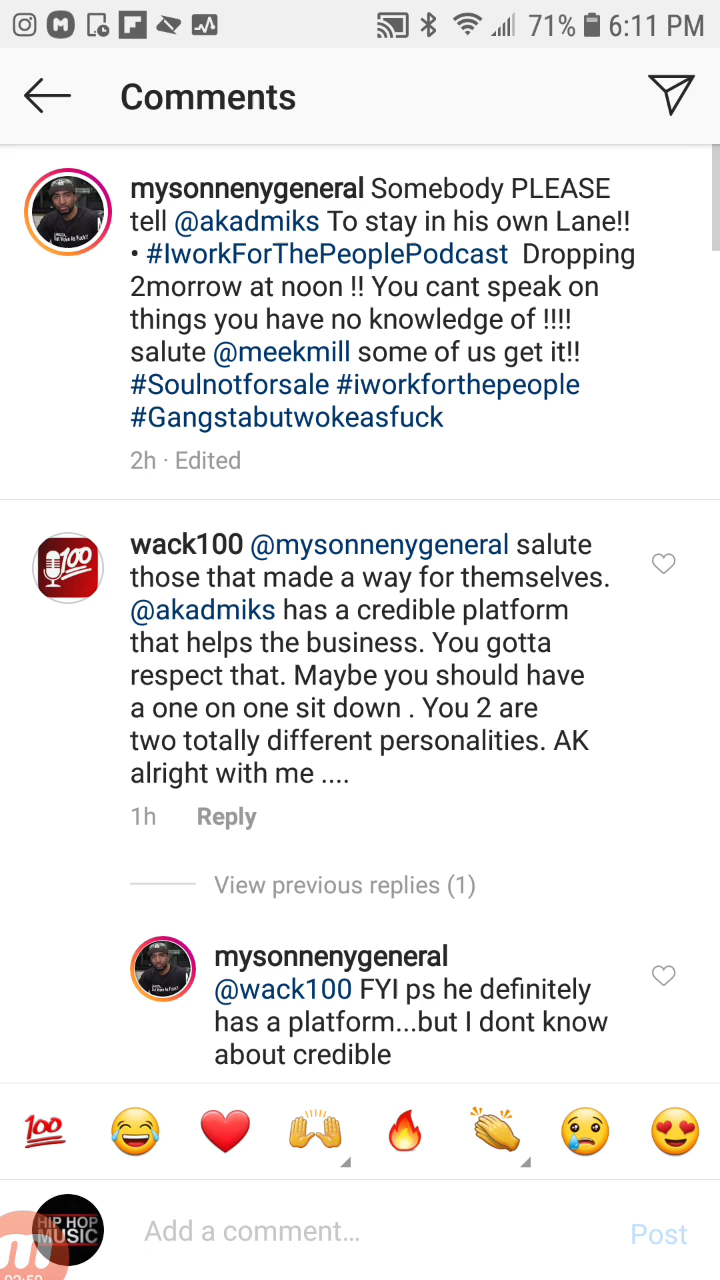 71% 6:11 PM
Comments
mysonnenygeneral Somebody PLEASE
tell @akadmiks To stay in his own Lane!!
• #IworkForThePeoplePodcast Dropping
2morrow at noon !! You cant speak on
things you have no knowledge of !!!!
salute @meekmill some of us get it!!
#Soulnotforsale #iworkforthepeople
#Gangstabutwokeasfuck
2h · Edited
100
wack100 @mysonnenygeneral salute
those that made a way for themselves.
@akadmiks has a credible platform
that helps the business. You gotta
respect that. Maybe you should have
a one on one sit down . You 2 are
two totally different personalities. AK
alright with me ....
1h Reply
View previous replies (1)
mysonnenygeneral
@wack100 FYI ps he definitely
has a platform...but I dont know
about credible
100
HIP HOP
MUSIC
Add a comment...
Post